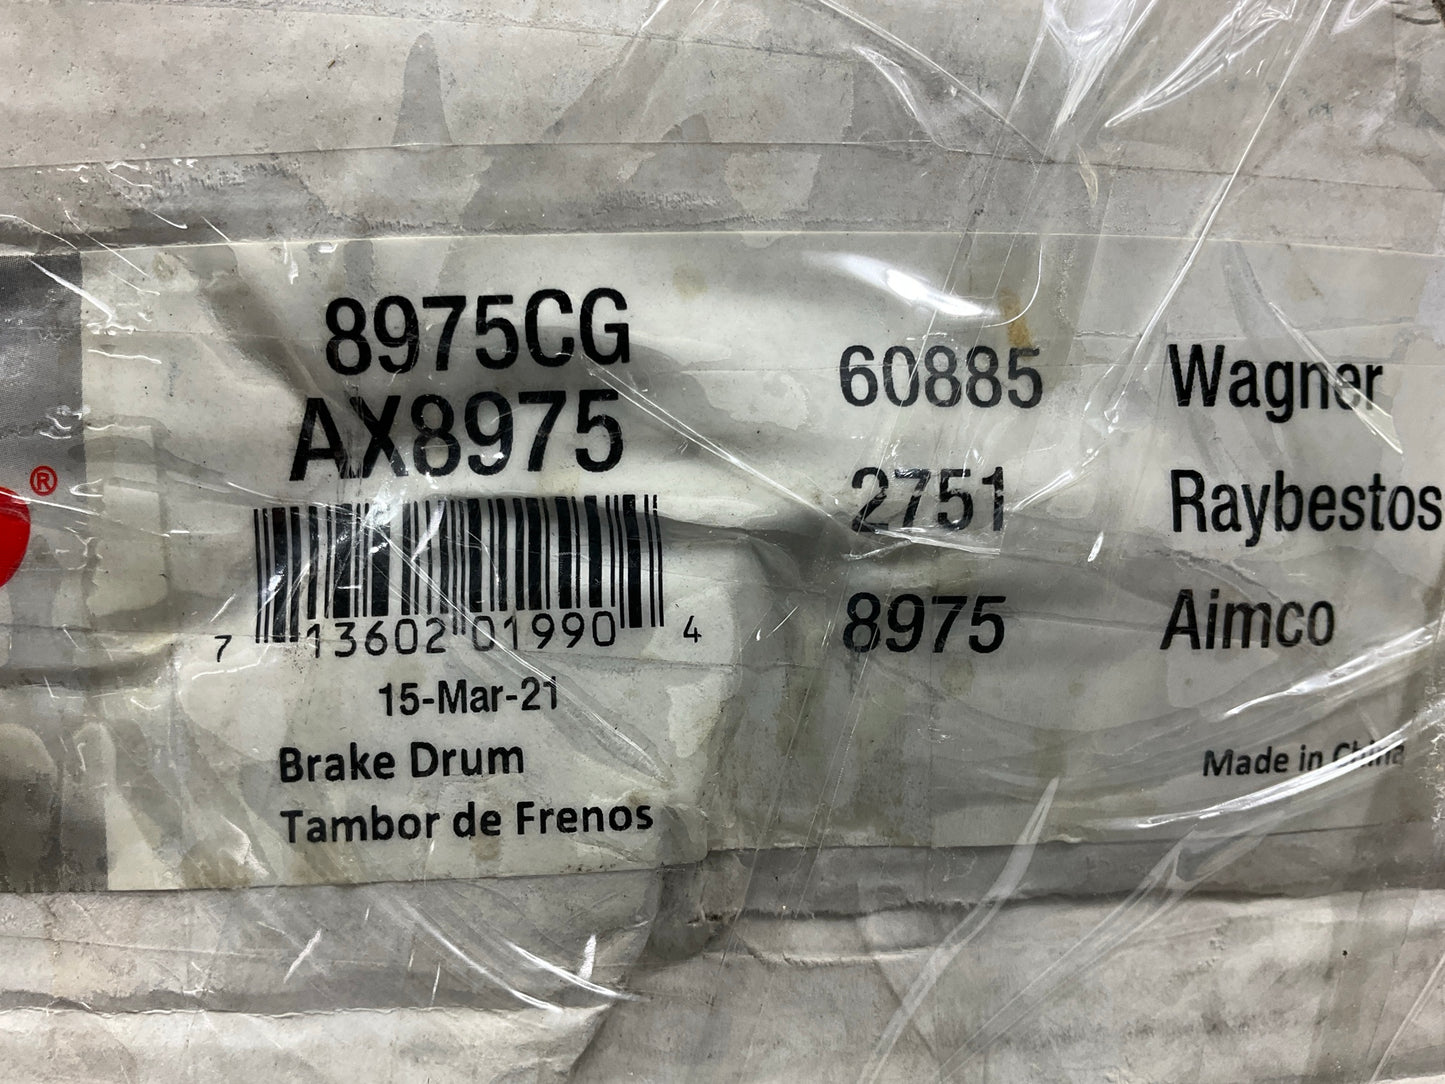 8975CG
AX8975
7 13602 01990 4
15-Mar-21
Brake Drum
Tambor de Frenos
60885 Wagner
2751 Raybestos
8975 Aimco
Made in China
®